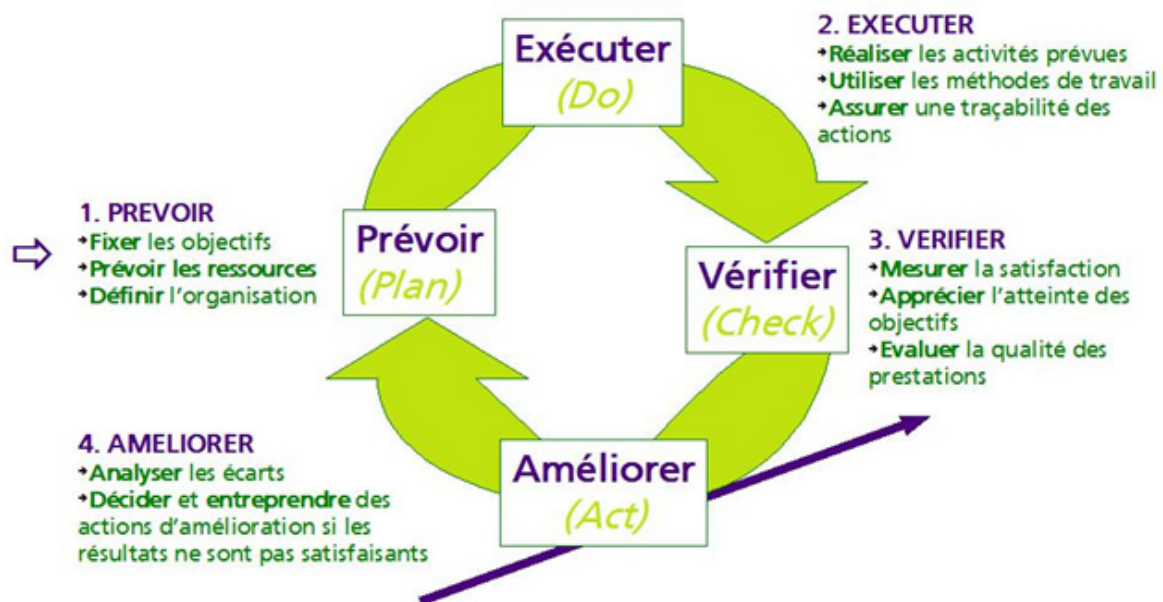 Exécuter
(Do)
2. EXECUTER
→Réaliser les activités prévues
→Utiliser les méthodes de travail
→Assurer une traçabilité des
actions
1. PREVOIR
→Fixer les objectifs
→Prévoir les ressources
→Définir l'organisation
Prévoir
(Plan)
Vérifier
(Check)
3. VERIFIER
→Mesurer la satisfaction
→Apprécier l'atteinte des
objectifs
→Evaluer la qualité des
prestations
4. AMELIORER
→Analyser les écarts
→Décider et entreprendre des
actions d'amélioration si les
résultats ne sont pas satisfaisants
Améliorer
(Act)